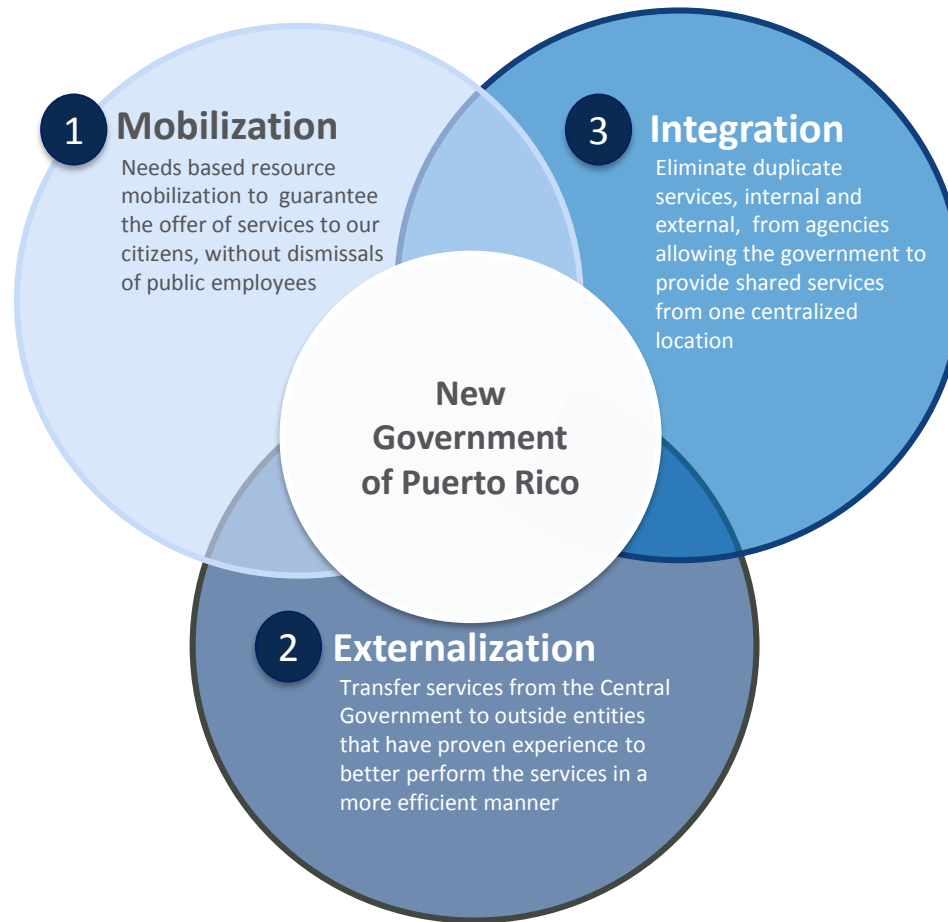 1
Mobilization
Needs based resource
mobilization to guarantee
the offer of services to our
citizens, without dismissals
of public employees
3
Integration
Eliminate duplicate
services, internal and
external, from agencies
allowing the government to
provide shared services
from one centralized
location
New
Government
of Puerto Rico
2
Externalization
Transfer services from the Central
Government to outside entities
that have proven experience to
better perform the services in a
more efficient manner